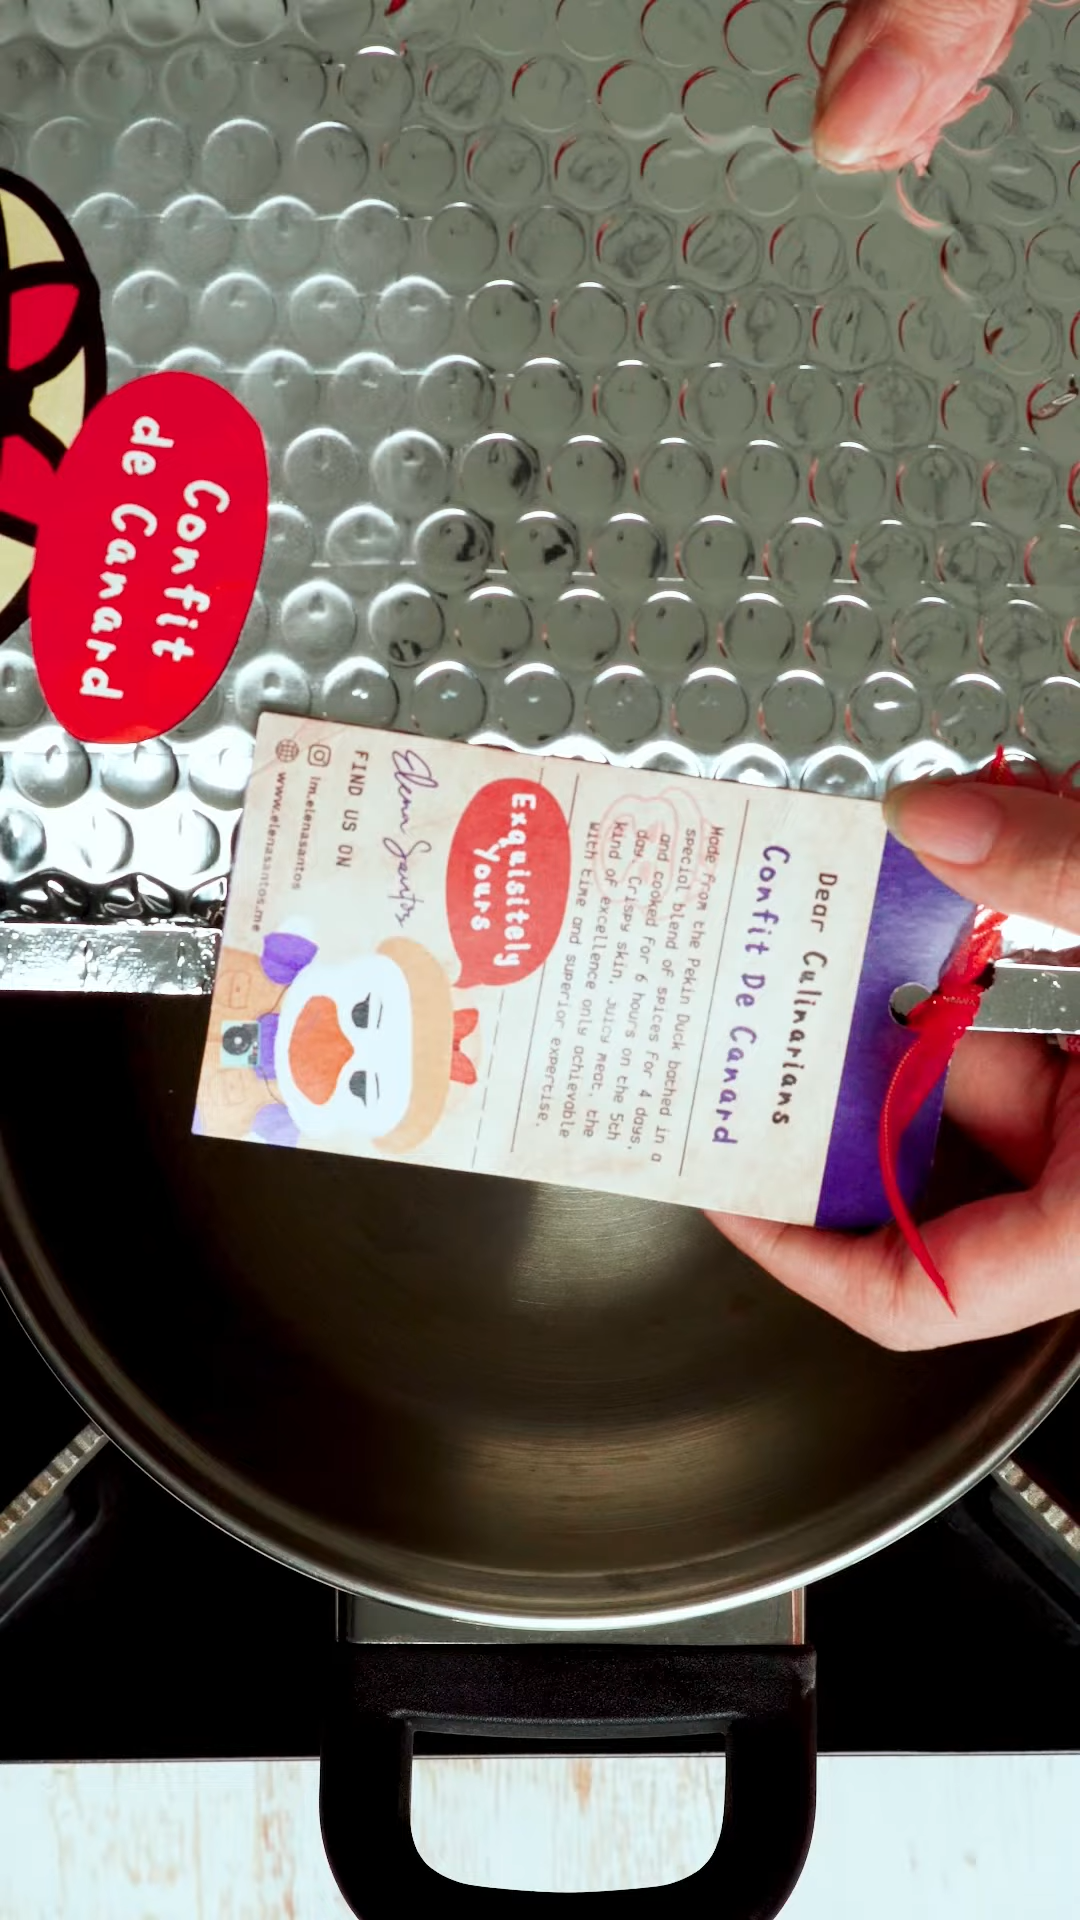 Confit
de Canard
Dear Culinarians
Confit De Canard
Made from the Pekin Duck bathed in a
special blend of spices for 4 days,
and cooked for 6 hours on the 5th
day. Crispy skin, juicy meat, the
kind of excellence only achievable
with time and superior expertise.
Exquisitely
Yours
Elena Santos
FIND US ON
im.elenasantos
www.elenasantos.me